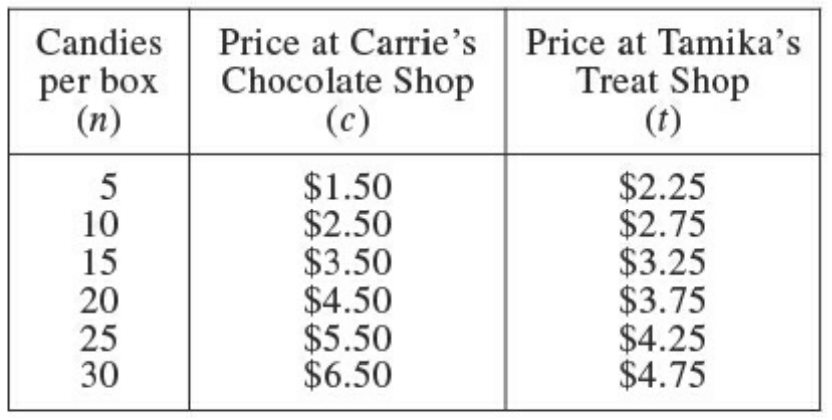 Candies per box (n) | Price at Carrie's Chocolate Shop (c) | Price at Tamika's Treat Shop (t)
5 | $1.50 | $2.25
10 | $2.50 | $2.75
15 | $3.50 | $3.25
20 | $4.50 | $3.75
25 | $5.50 | $4.25
30 | $6.50 | $4.75